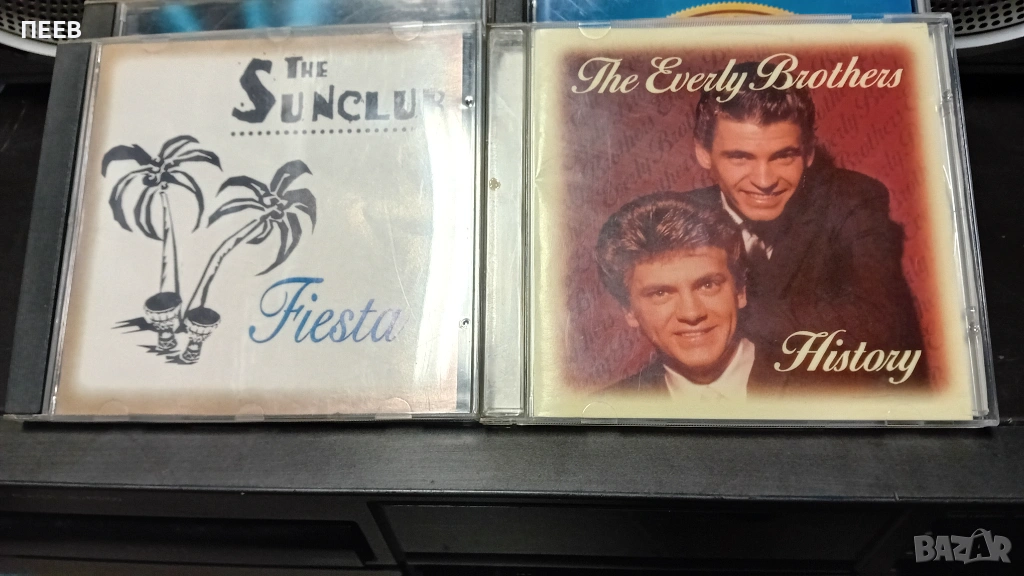 ПЕЕВ
THE
SUNCLUB
Fiesta
The Everly Brothers
History
BAZAR